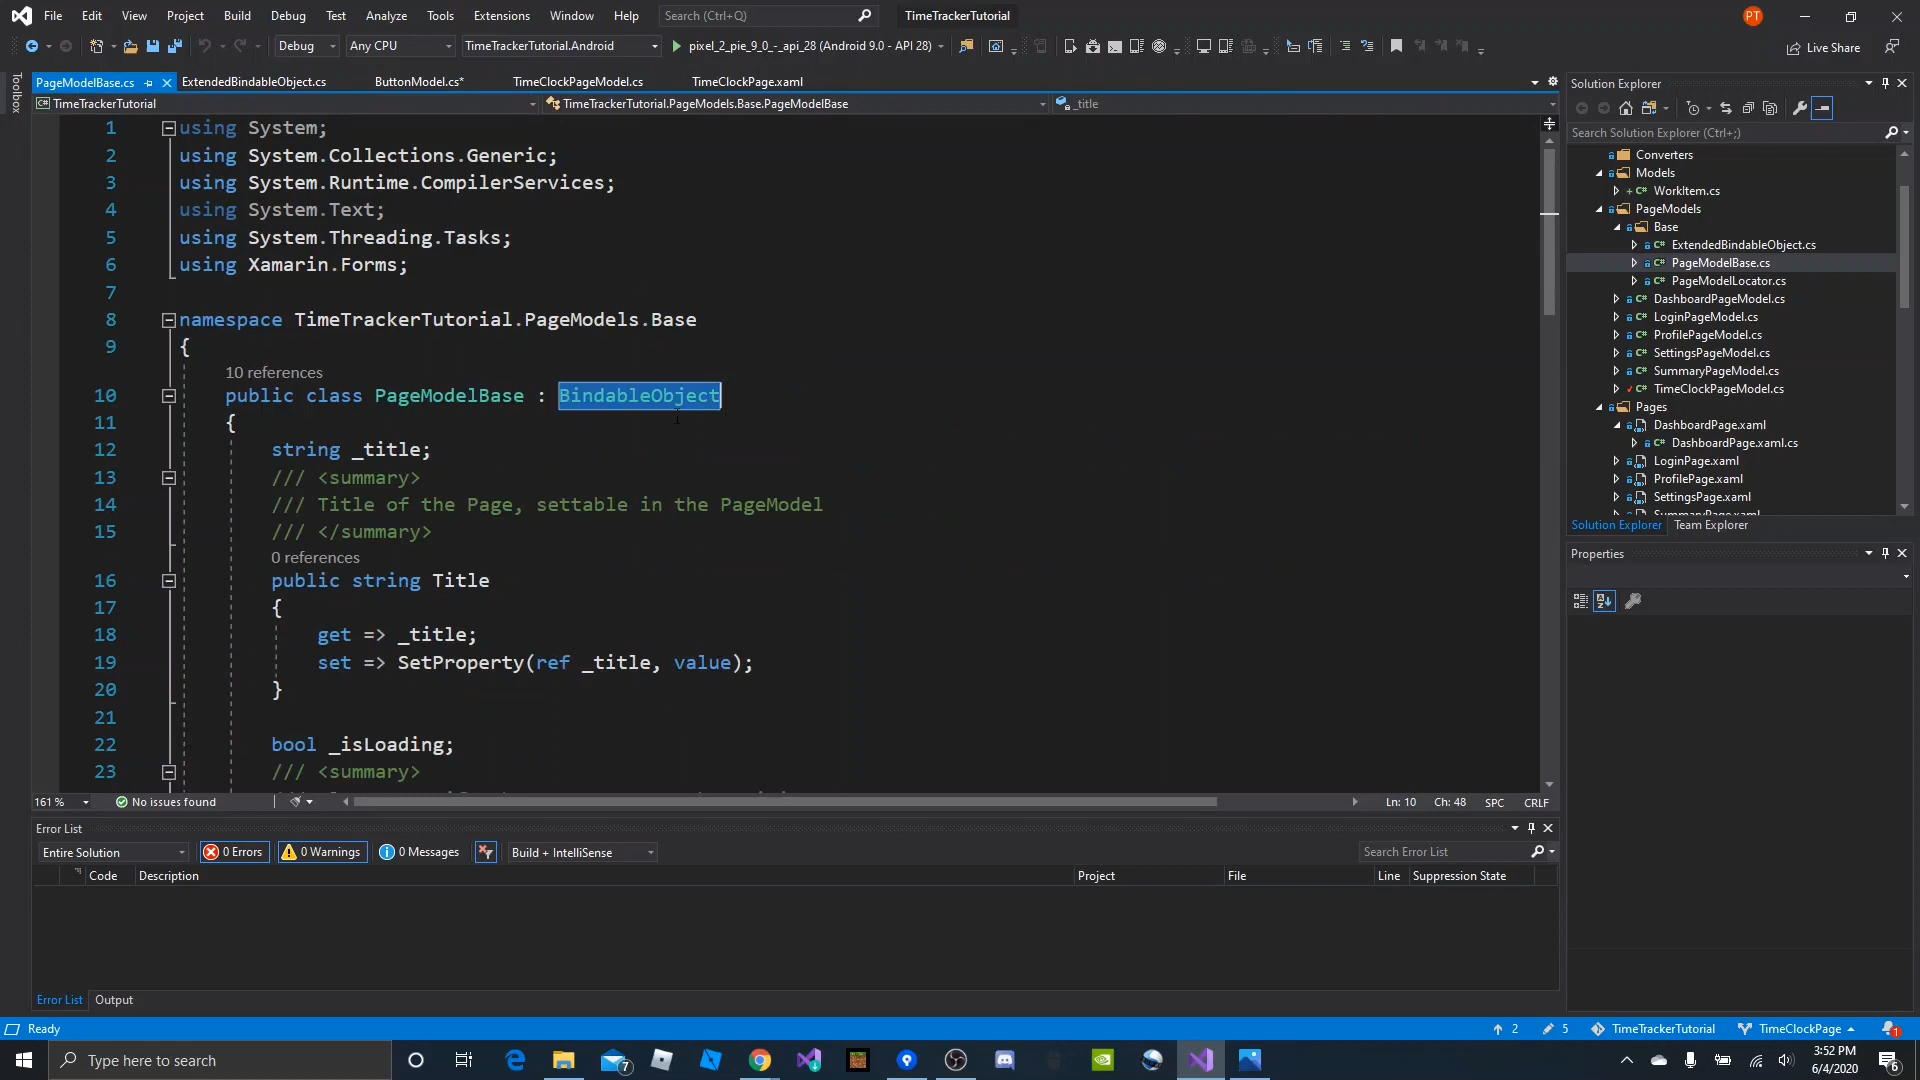 File Edit View Project Build Debug Test Analyze Tools Extensions Window Help Search (Ctrl+Q) TimeTrackerTutorial PT
Debug Any CPU TimeTrackerTutorial.Android pixel_2_pie_9_0_-_api_28 (Android 9.0 - API 28) Live Share
Toolbox
PageModelBase.cs ExtendedBindableObject.cs ButtonModel.cs* TimeClockPageModel.cs TimeClockPage.xaml
TimeTrackerTutorial TimeTrackerTutorial.PageModels.Base.PageModelBase _title
1 using System;
2 using System.Collections.Generic;
3 using System.Runtime.CompilerServices;
4 using System.Text;
5 using System.Threading.Tasks;
6 using Xamarin.Forms;
7
8 namespace TimeTrackerTutorial.PageModels.Base
9 {
10 references
10 public class PageModelBase : BindableObject
11 {
12 string _title;
13 /// <summary>
14 /// Title of the Page, settable in the PageModel
15 /// </summary>
0 references
16 public string Title
17 {
18 get => _title;
19 set => SetProperty(ref _title, value);
20 }
21
22 bool _isLoading;
23 /// <summary>
161 % No issues found Ln: 10 Ch: 48 SPC CRLF
Error List
Entire Solution 0 Errors 0 Warnings 0 Messages Build + IntelliSense Search Error List
Code Description Project File Line Suppression State
Error List Output
Solution Explorer
Search Solution Explorer (Ctrl+;)
Converters
Models
WorkItem.cs
PageModels
Base
ExtendedBindableObject.cs
PageModelBase.cs
PageModelLocator.cs
DashboardPageModel.cs
LoginPageModel.cs
ProfilePageModel.cs
SettingsPageModel.cs
SummaryPageModel.cs
TimeClockPageModel.cs
Pages
DashboardPage.xaml
DashboardPage.xaml.cs
LoginPage.xaml
ProfilePage.xaml
SettingsPage.xaml
SummaryPage.xaml
Solution Explorer Team Explorer
Properties
Ready 2 5 TimeTrackerTutorial TimeClockPage 1
Type here to search 7 3:52 PM
6/4/2020 6